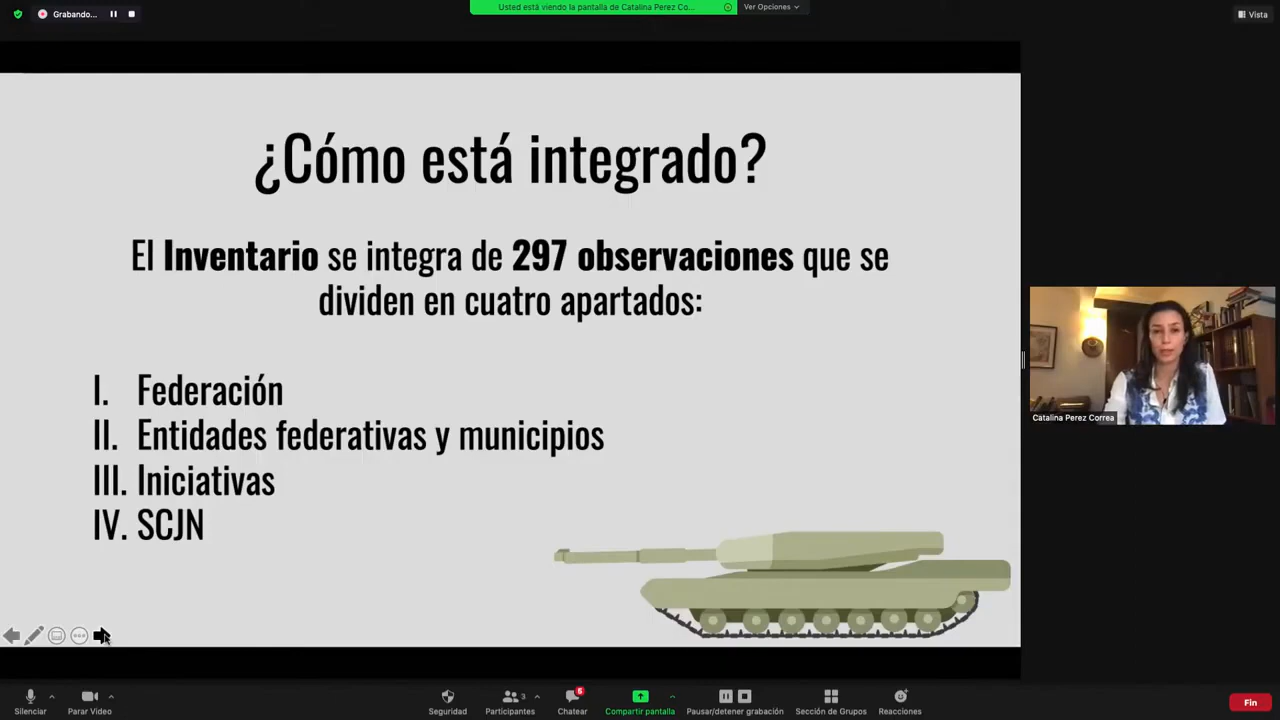 Grabando...
Usted está viendo la pantalla de Catalina Perez Co...
Ver Opciones
Vista
¿Cómo está integrado?
El Inventario se integra de 297 observaciones que se
dividen en cuatro apartados:
I. Federación
II. Entidades federativas y municipios
III. Iniciativas
IV. SCJN
Catalina Perez Correa
Silenciar
Parar Video
Seguridad
Participantes
3
Chatear
6
Compartir pantalla
Pausar/detener grabación
Sección de Grupos
Reacciones
Fin